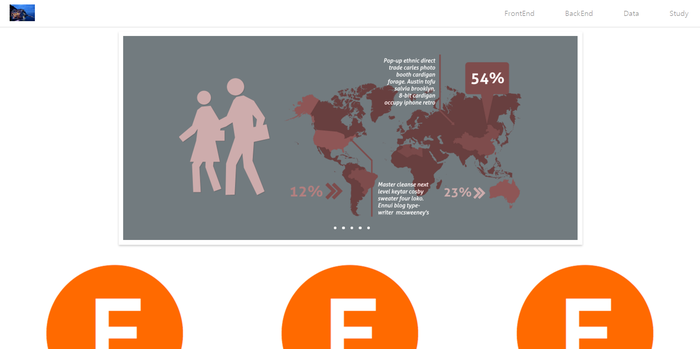 FrontEnd
BackEnd
Data
Study
Pop-up ethnic direct
trade carles photo
booth cardigan
forage. Austin tofu
salvia brooklyn,
8-bit cardigan
occupy iphone retro
54%
12%
Master cleanse next
level keytar cosby
sweater four loko.
Ennui blog type-
writer mcsweeney's
23%
E
E
E